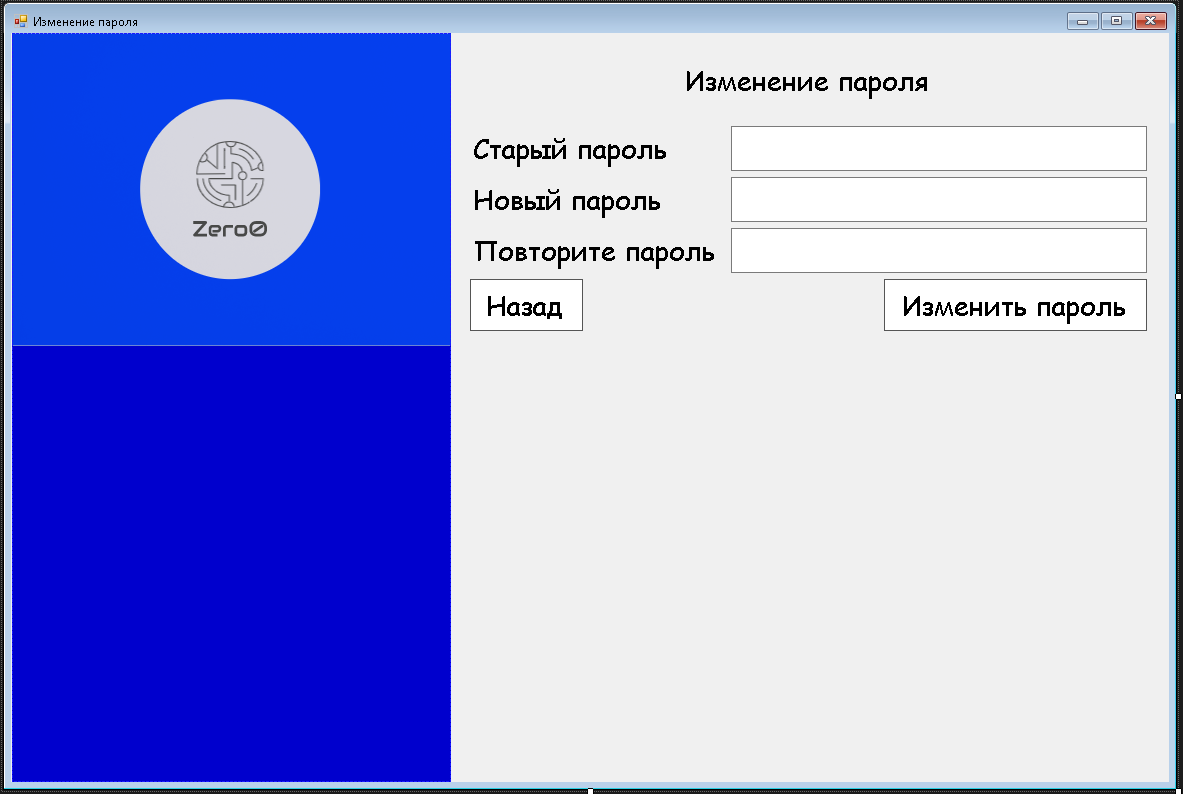 Изменение пароля
Zero0
Изменение пароля
Старый пароль
Новый пароль
Повторите пароль
Назад
Изменить пароль